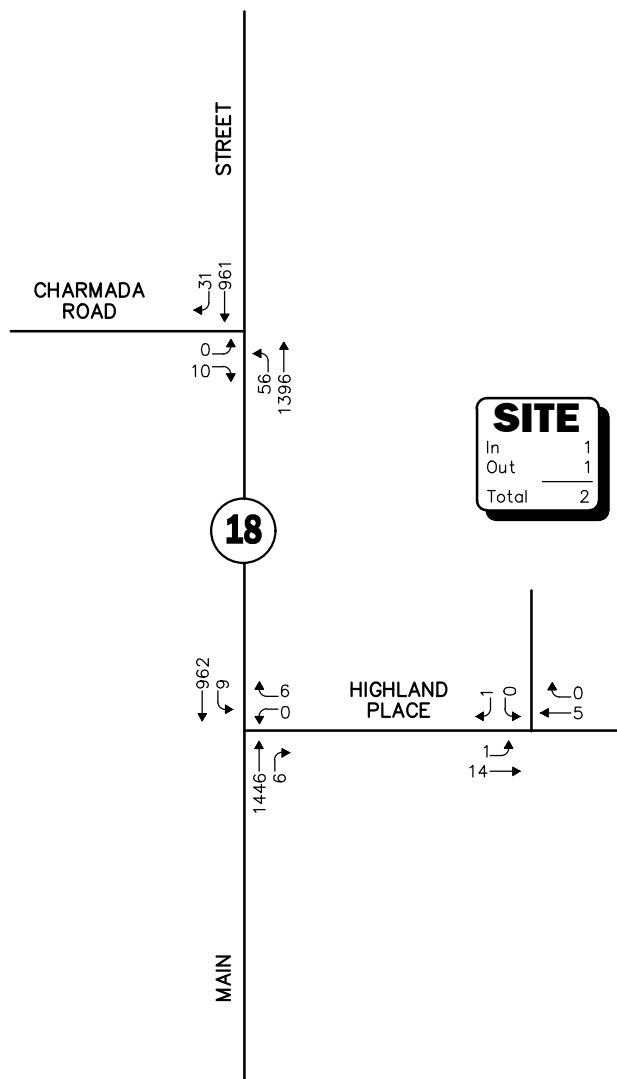 STREET
31
961
CHARMADA
ROAD
0
10
56
1396
SITE
In 1
Out 1
Total 2
18
962
9
6
0
HIGHLAND
PLACE
1
0
0
5
1446
6
1
14
MAIN